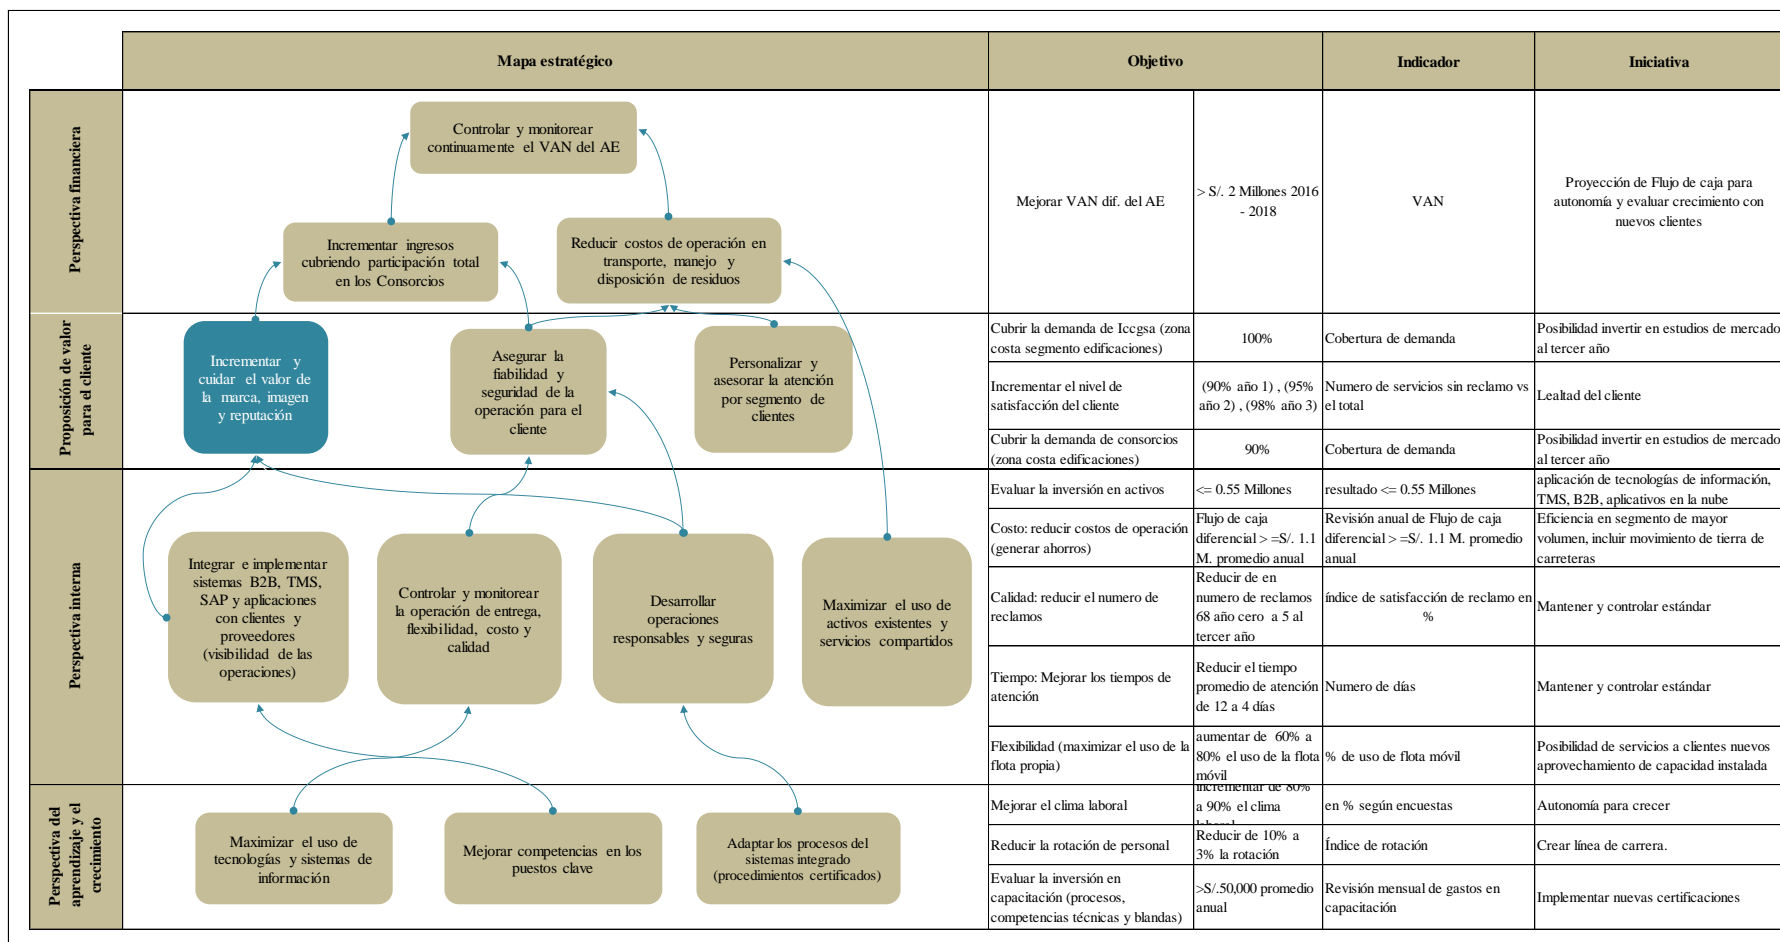 Mapa estratégico
Objetivo
Indicador
Iniciativa
Perspectiva financiera
Controlar y monitorear
continuamente el VAN del AE
Incrementar ingresos
cubriendo participación total
en los Consorcios
Reducir costos de operación en
transporte, manejo y
disposición de residuos
Mejorar VAN dif. del AE
> S/. 2 Millones 2016
- 2018
VAN
Proyección de Flujo de caja para
autonomía y evaluar crecimiento con
nuevos clientes
Proposición de valor
para el cliente
Incrementar y
cuidar el valor de
la marca, imagen
y reputación
Asegurar la
fiabilidad y
seguridad de la
operación para el
cliente
Personalizar y
asesorar la atención
por segmento de
clientes
Cubrir la demanda de Iccgsa (zona
costa segmento edificaciones)
100%
Cobertura de demanda
Posibilidad invertir en estudios de mercado
al tercer año
Incrementar el nivel de
satisfacción del cliente
(90% año 1) , (95%
año 2) , (98% año 3)
Numero de servicios sin reclamo vs
el total
Lealtad del cliente
Cubrir la demanda de consorcios
(zona costa edificaciones)
90%
Cobertura de demanda
Posibilidad invertir en estudios de mercado
al tercer año
Perspectiva interna
Integrar e implementar
sistemas B2B, TMS,
SAP y aplicaciones
con clientes y
proveedores
(visibilidad de las
operaciones)
Controlar y monitorear
la operación de entrega,
flexibilidad, costo y
calidad
Desarrollar
operaciones
responsables y seguras
Maximizar el uso de
activos existentes y
servicios compartidos
Evaluar la inversión en activos
<= 0.55 Millones
resultado <= 0.55 Millones
aplicación de tecnologías de información,
TMS, B2B, aplicativos en la nube
Costo: reducir costos de operación
(generar ahorros)
Flujo de caja
diferencial > =S/. 1.1
M. promedio anual
Revisión anual de Flujo de caja
diferencial > =S/. 1.1 M. promedio
anual
Eficiencia en segmento de mayor
volumen, incluir movimiento de tierra de
carreteras
Calidad: reducir el numero de
reclamos
Reducir de en
numero de reclamos
68 año cero a 5 al
tercer año
índice de satisfacción de reclamo en
%
Mantener y controlar estándar
Tiempo: Mejorar los tiempos de
atención
Reducir el tiempo
promedio de atención
de 12 a 4 días
Numero de días
Mantener y controlar estándar
Flexibilidad (maximizar el uso de la
flota propia)
aumentar de 60% a
80% el uso de la flota
móvil
% de uso de flota móvil
Posibilidad de servicios a clientes nuevos
aprovechamiento de capacidad instalada
Perspectiva del
aprendizaje y el
crecimiento
Maximizar el uso de
tecnologías y sistemas de
información
Mejorar competencias en los
puestos clave
Adaptar los procesos del
sistemas integrado
(procedimientos certificados)
Mejorar el clima laboral
incrementar de 80%
a 90% el clima
laboral
en % según encuestas
Autonomía para crecer
Reducir la rotación de personal
Reducir de 10% a
3% la rotación
Índice de rotación
Crear línea de carrera.
Evaluar la inversión en
capacitación (procesos,
competencias técnicas y blandas)
>S/.50,000 promedio
anual
Revisión mensual de gastos en
capacitación
Implementar nuevas certificaciones